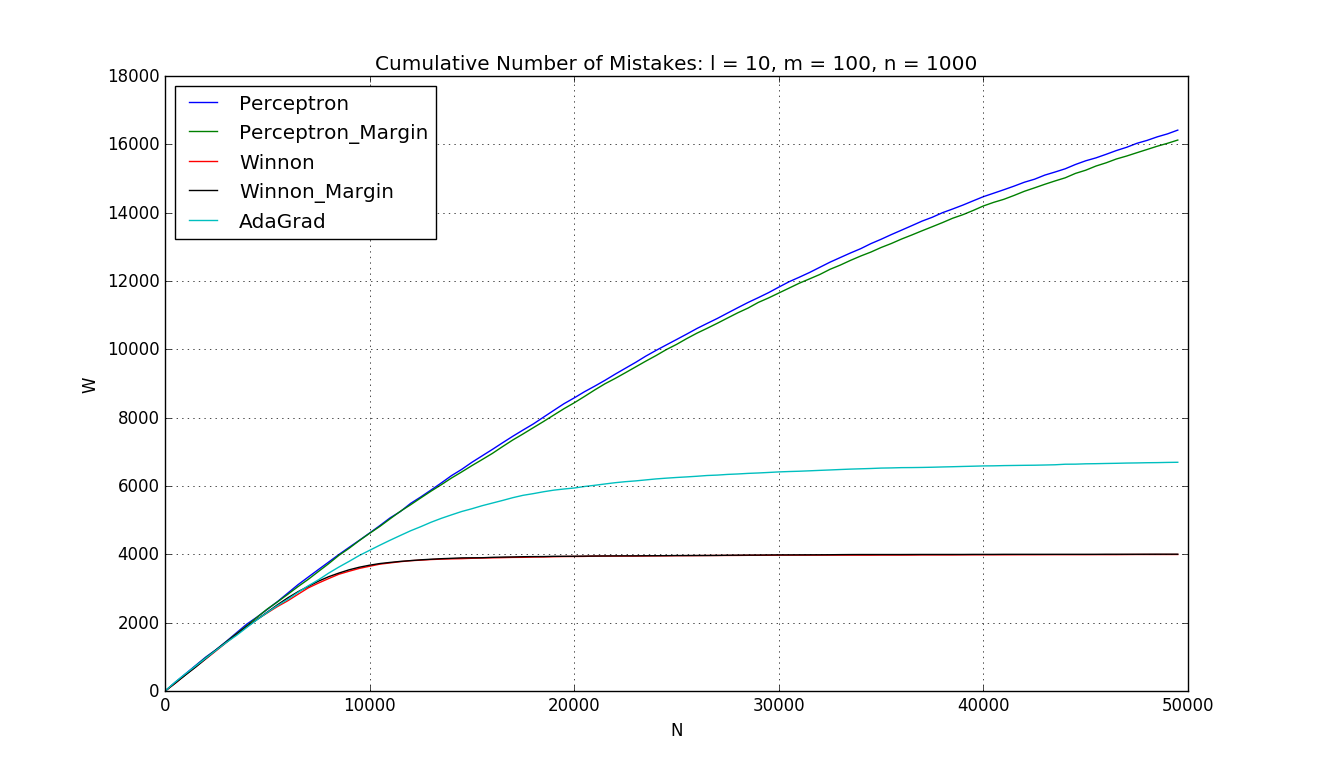 Cumulative Number of Mistakes: l = 10, m = 100, n = 1000
18000
16000
14000
12000
10000
8000
6000
4000
2000
0
W
Perceptron
Perceptron_Margin
Winnon
Winnon_Margin
AdaGrad
0 10000 20000 30000 40000 50000
N